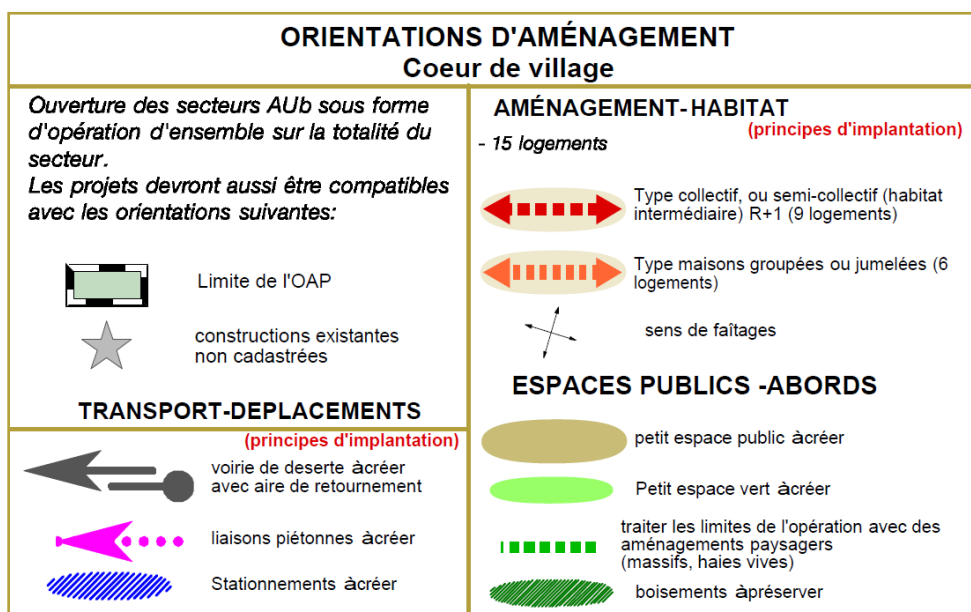 ORIENTATIONS D'AMÉNAGEMENT
Coeur de village
Ouverture des secteurs AUb sous forme
d'opération d'ensemble sur la totalité du
secteur.
Les projets devront aussi être compatibles
avec les orientations suivantes:
Limite de l'OAP
constructions existantes
non cadastrées
TRANSPORT-DEPLACEMENTS
(principes d'implantation)
voirie de deserte àcréer
avec aire de retournement
liaisons piétonnes àcréer
Stationnements àcréer
AMÉNAGEMENT-HABITAT
(principes d'implantation)
- 15 logements
Type collectif, ou semi-collectif (habitat
intermédiaire) R+1 (9 logements)
Type maisons groupées ou jumelées (6
logements)
sens de faîtages
ESPACES PUBLICS -ABORDS
petit espace public àcréer
Petit espace vert àcréer
traiter les limites de l'opération avec des
aménagements paysagers
(massifs, haies vives)
boisements àpréserver